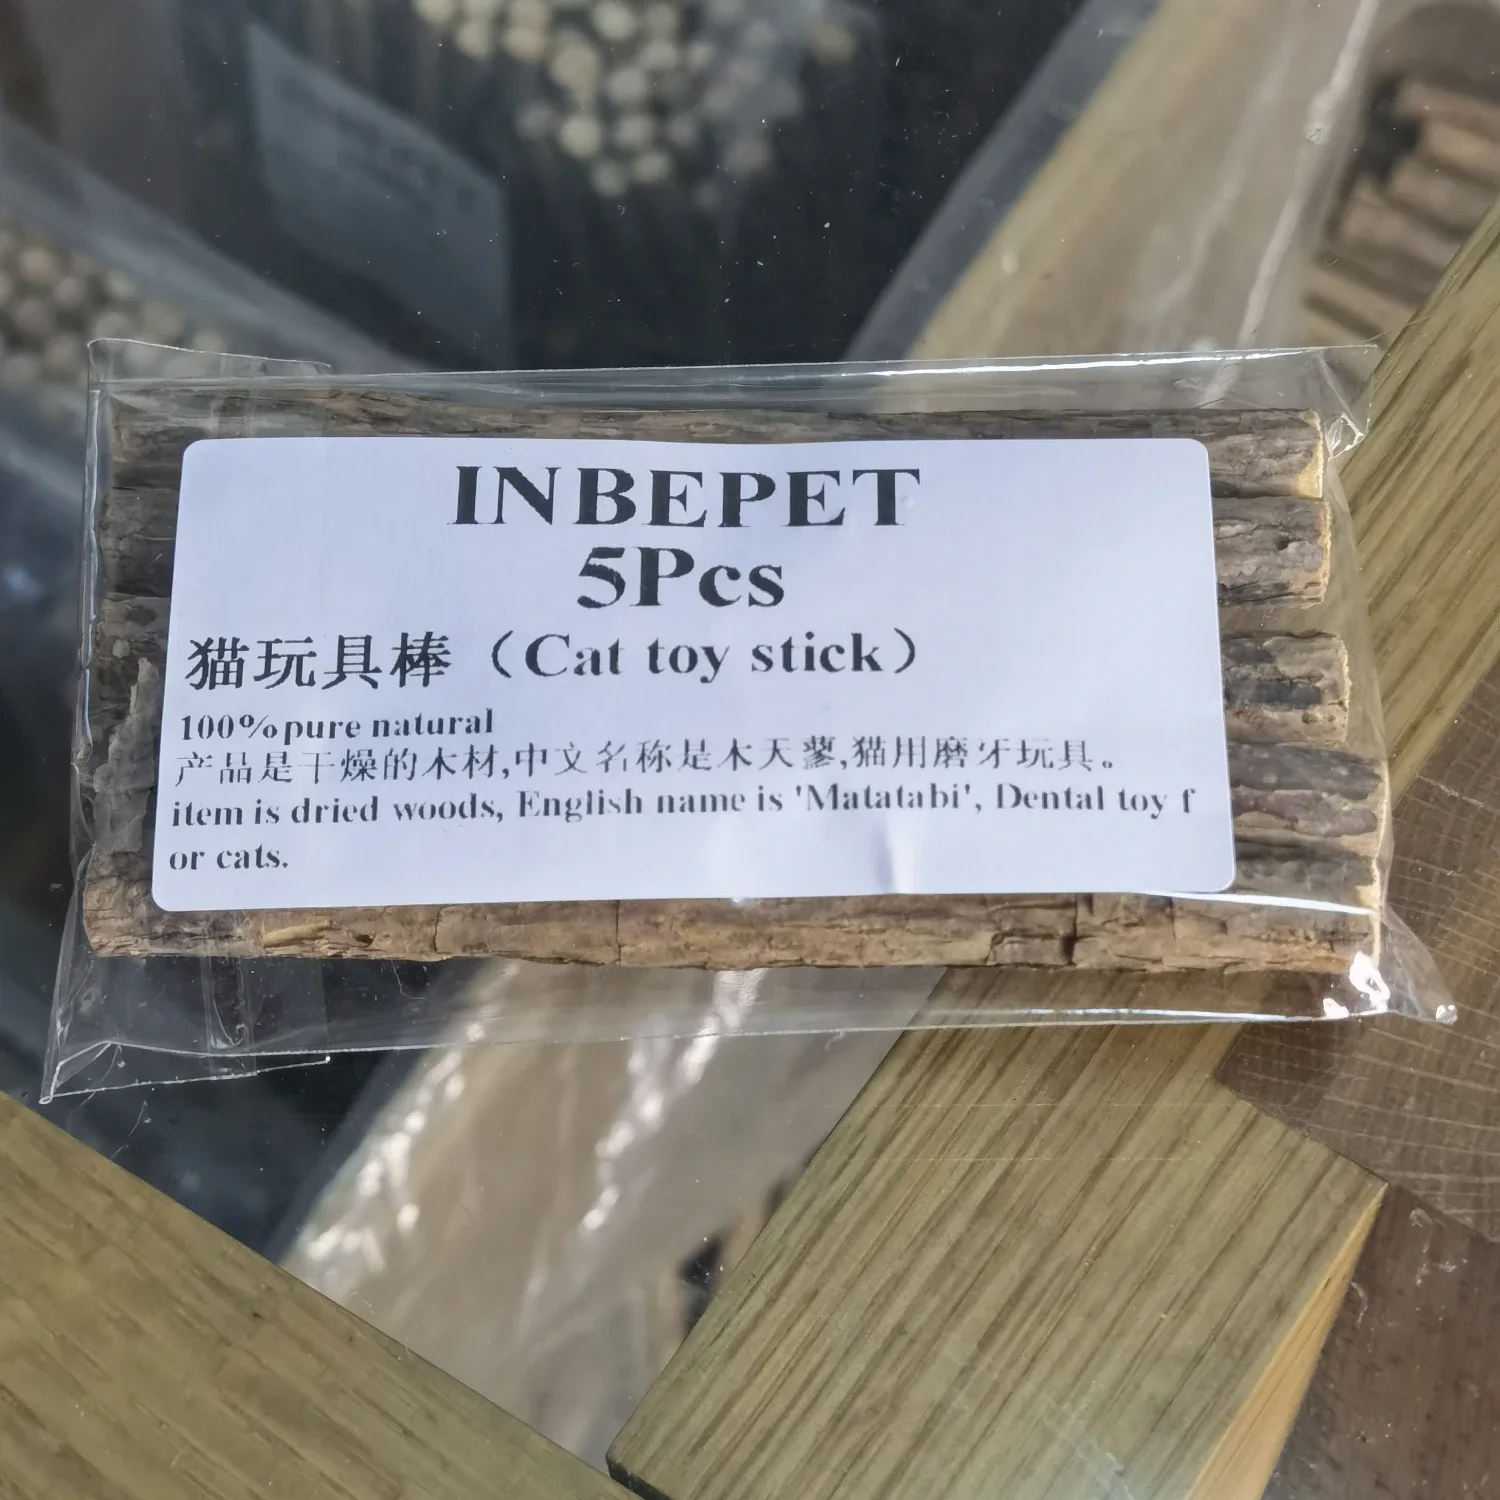 INBEPET
5Pcs
猫玩具棒（Cat toy stick）
100%pure natural
产品是干燥的木材,中文名称是木天蓼,猫用磨牙玩具。
item is dried woods, English name is 'Matatabi', Dental toy f
or cats.